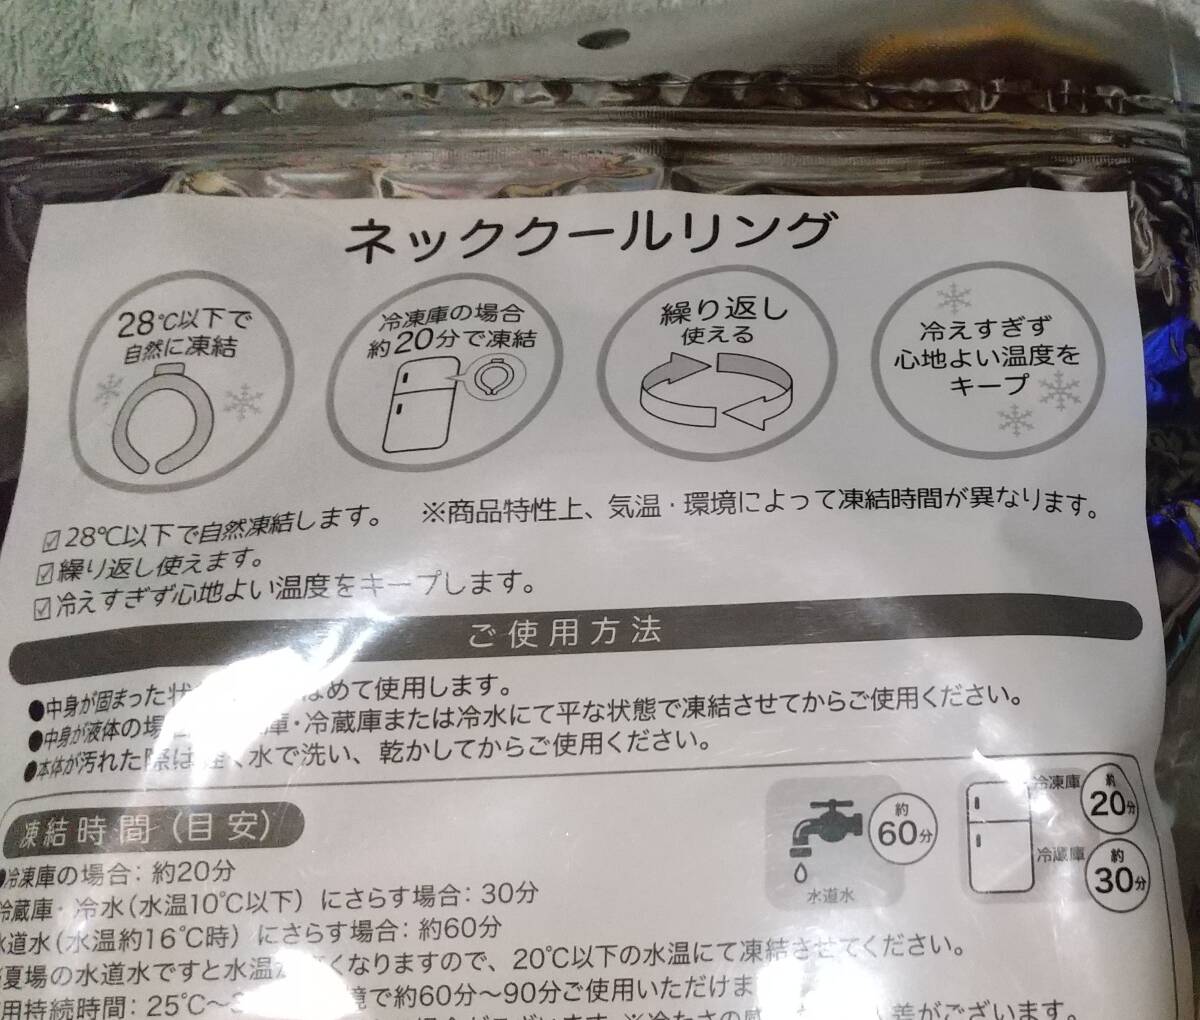 ネッククールリング
28℃以下で
自然に凍結
冷凍庫の場合
約20分で凍結
繰り返し
使える
冷えすぎず
心地よい温度を
キープ
☑28℃以下で自然凍結します。 ※商品特性上、気温・環境によって凍結時間が異なります。
☑繰り返し使えます。
☑冷えすぎず心地よい温度をキープします。
ご使用方法
●中身が固まった状 はめて使用します。
●中身が液体の場 庫・冷蔵庫または冷水にて平な状態で凍結させてからご使用ください。
●本体が汚れた際は軽く水で洗い、乾かしてからご使用ください。
凍結時間(目安)
●冷凍庫の場合: 約20分
冷蔵庫・冷水(水温10℃以下)にさらす場合: 30分
水道水(水温約16℃時)にさらす場合: 約60分
夏場の水道水ですと水温 くなりますので、20℃以下の水温にて凍結させてください。
用持続時間: 25℃〜 境で約60分〜90分ご使用いただけま
差がございます。
約
60分
水道水
冷凍庫
約
20分
冷蔵庫
約
30分